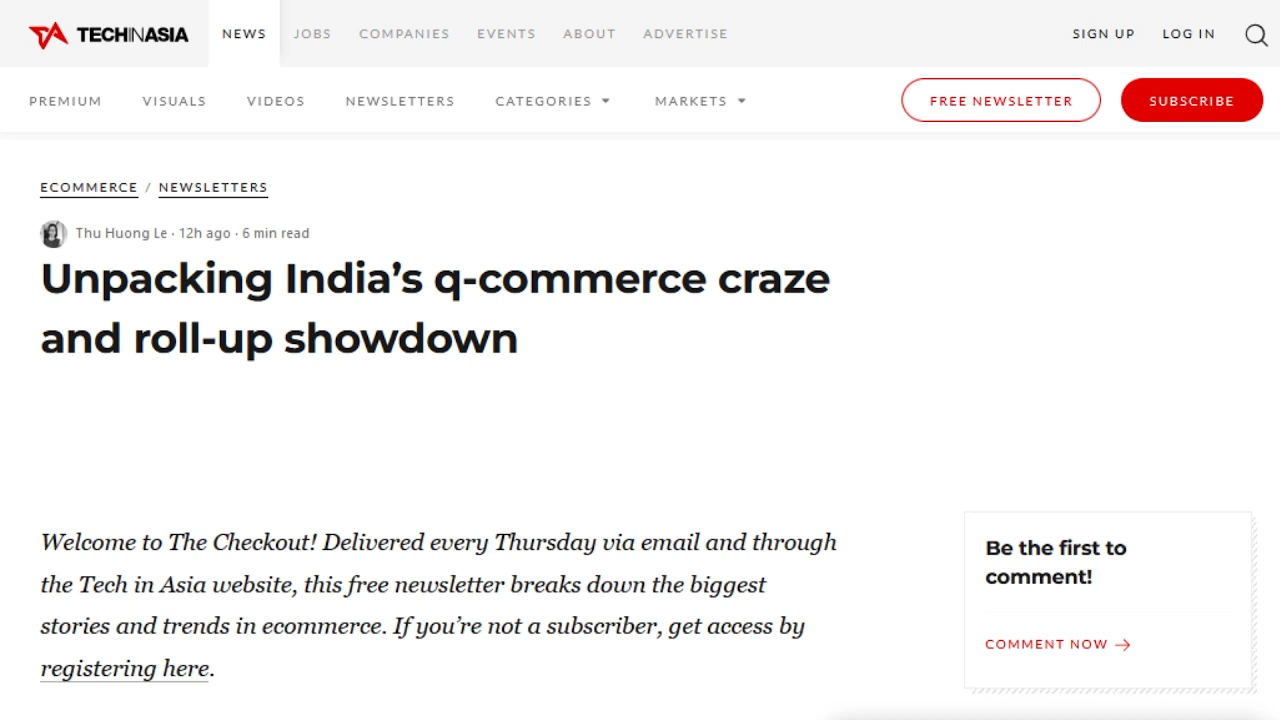 TECHINASIA
NEWS
JOBS
COMPANIES
EVENTS
ABOUT
ADVERTISE
SIGN UP
LOG IN
PREMIUM
VISUALS
VIDEOS
NEWSLETTERS
CATEGORIES
MARKETS
FREE NEWSLETTER
SUBSCRIBE
ECOMMERCE / NEWSLETTERS
Thu Huong Le · 12h ago · 6 min read
Unpacking India’s q-commerce craze
and roll-up showdown
Welcome to The Checkout! Delivered every Thursday via email and through
the Tech in Asia website, this free newsletter breaks down the biggest
stories and trends in ecommerce. If you’re not a subscriber, get access by
registering here.
Be the first to
comment!
COMMENT NOW →